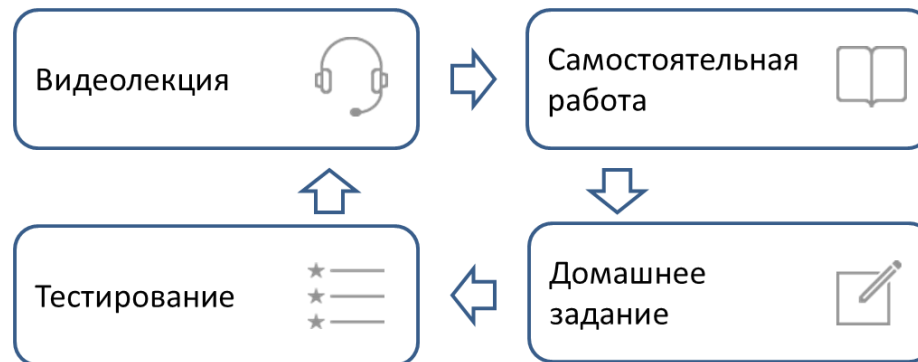 Видеолекция
Самостоятельная
работа
Тестирование
Домашнее
задание